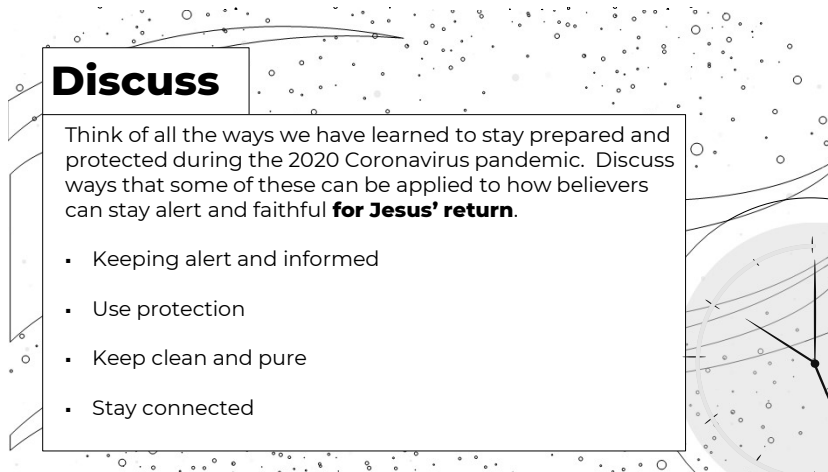 Discuss
Think of all the ways we have learned to stay prepared and
protected during the 2020 Coronavirus pandemic.  Discuss
ways that some of these can be applied to how believers
can stay alert and faithful for Jesus’ return.
▪ Keeping alert and informed
▪ Use protection
▪ Keep clean and pure
▪ Stay connected